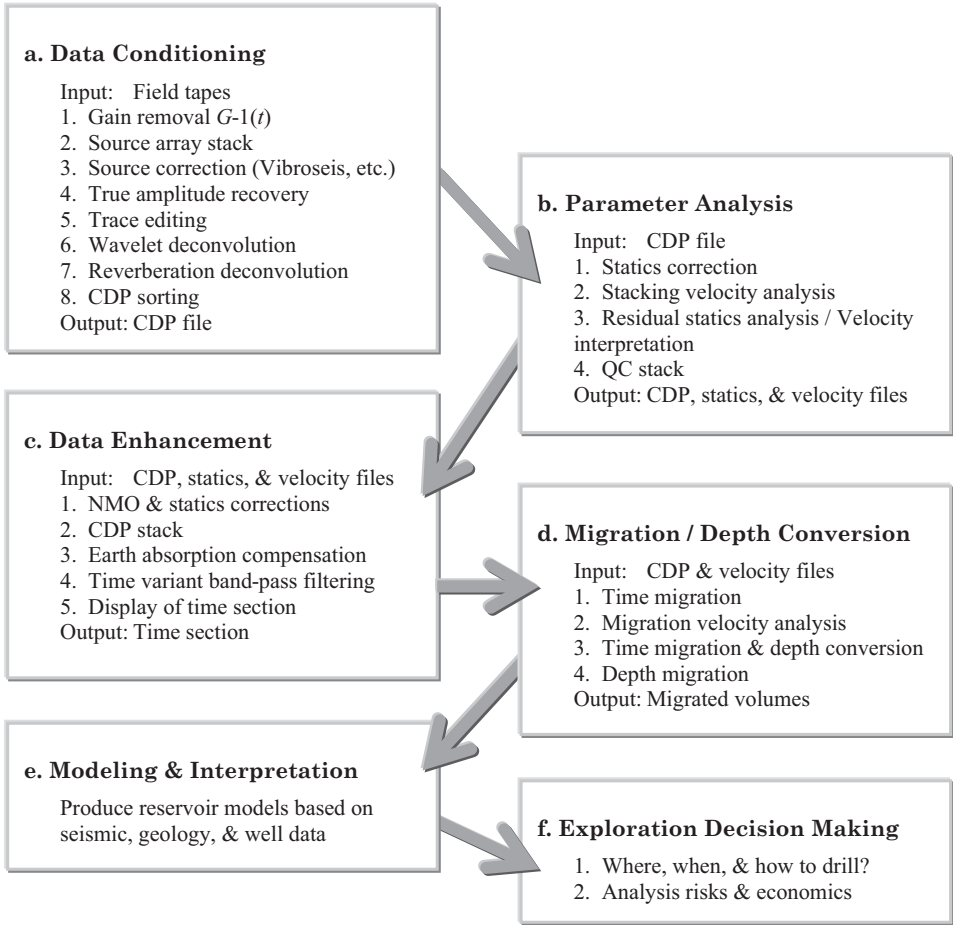 a. Data Conditioning
Input: Field tapes
1. Gain removal G-1(t)
2. Source array stack
3. Source correction (Vibroseis, etc.)
4. True amplitude recovery
5. Trace editing
6. Wavelet deconvolution
7. Reverberation deconvolution
8. CDP sorting
Output: CDP file
b. Parameter Analysis
Input: CDP file
1. Statics correction
2. Stacking velocity analysis
3. Residual statics analysis / Velocity
interpretation
4. QC stack
Output: CDP, statics, & velocity files
c. Data Enhancement
Input: CDP, statics, & velocity files
1. NMO & statics corrections
2. CDP stack
3. Earth absorption compensation
4. Time variant band-pass filtering
5. Display of time section
Output: Time section
d. Migration / Depth Conversion
Input: CDP & velocity files
1. Time migration
2. Migration velocity analysis
3. Time migration & depth conversion
4. Depth migration
Output: Migrated volumes
e. Modeling & Interpretation
Produce reservoir models based on
seismic, geology, & well data
f. Exploration Decision Making
1. Where, when, & how to drill?
2. Analysis risks & economics